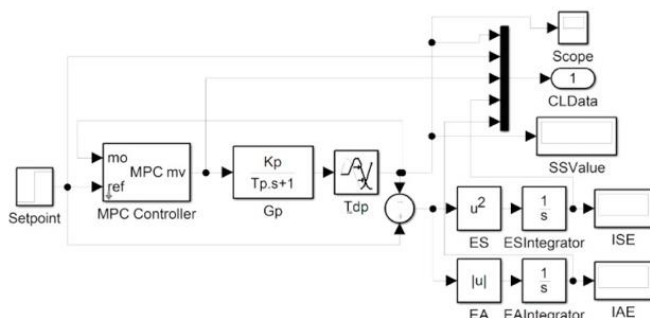 Scope
1
CLData
SSValue
mo
MPC mv
ref
MPC Controller
Setpoint
Kp
Tp.s+1
Gp
Tdp
u²
ES
1
s
ESIntegrator
ISE
|u|
EA
1
s
EAIntegrator
IAE